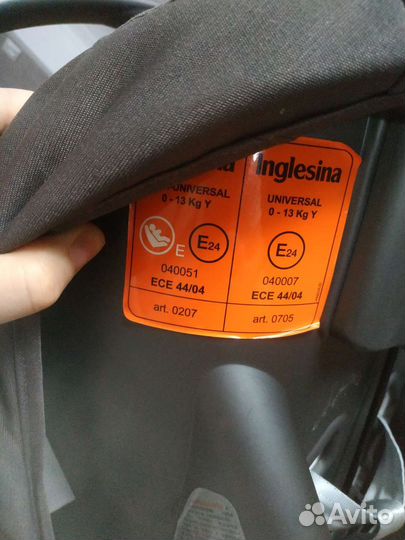 Inglesina
UNIVERSAL
0 - 13 Kg Y
E
E24
040051
ECE 44/04
art. 0207
UNIVERSAL
0 - 13 Kg Y
E24
040007
ECE 44/04
art. 0705
Avito